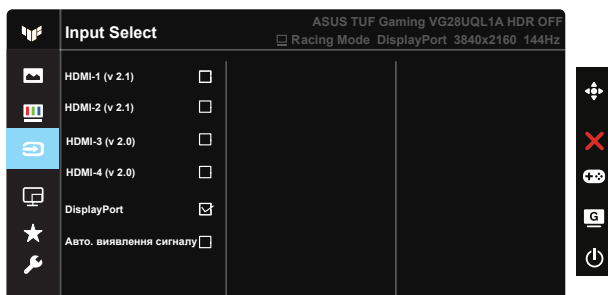 Input Select
ASUS TUF Gaming VG28UQL1A HDR OFF
Racing Mode DisplayPort 3840x2160 144Hz
HDMI-1 (v 2.1)
HDMI-2 (v 2.1)
HDMI-3 (v 2.0)
HDMI-4 (v 2.0)
DisplayPort
Авто. виявлення сигналу
G